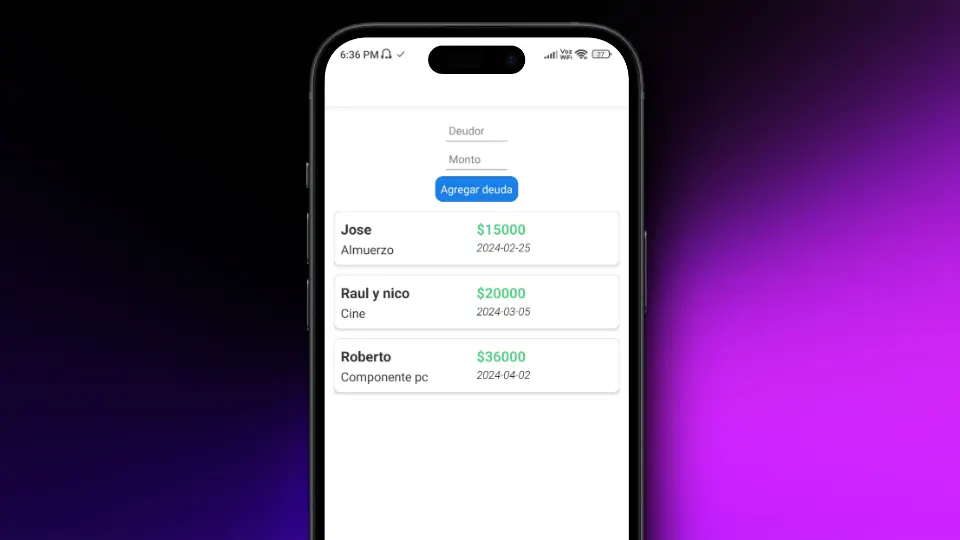 6:36 PM
Voz
WiFi
27
Deudor
Monto
Agregar deuda
Jose
$15000
Almuerzo
2024-02-25
Raul y nico
$20000
Cine
2024-03-05
Roberto
$36000
Componente pc
2024-04-02